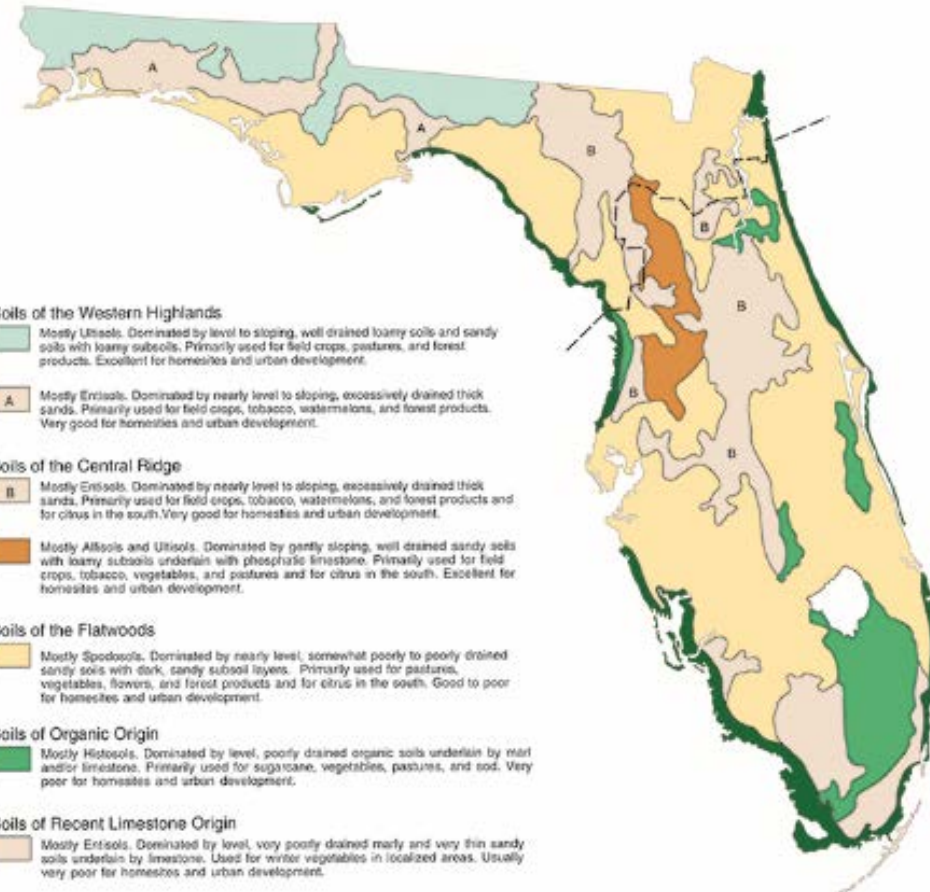 A
A
B
B
B
B
B
oils of the Western Highlands
Mostly Ultisols. Dominated by level to sloping, well drained loamy soils and sandy
soils with loamy subsoils. Primarily used for field crops, pastures, and forest
products. Excellent for homesites and urban development.
A
Mostly Entisols. Dominated by nearly level to sloping, excessively drained thick
sands. Primarily used for field crops, tobacco, watermelons, and forest products.
Very good for homesties and urban development.
oils of the Central Ridge
B
Mostly Entisols. Dominated by nearly level to sloping, excessively drained thick
sands. Primarily used for field crops, tobacco, watermelons, and forest products and
for citrus in the south.Very good for homesties and urban development.
Mostly Alfisols and Ultisols. Dominated by gently sloping, well drained sandy soils
with loamy subsoils underlain with phosphatic limestone. Primarily used for field
crops, tobacco, vegetables, and pastures and for citrus in the south. Excellent for
homesites and urban development.
oils of the Flatwoods
Mostly Spodosols. Dominated by nearly level, somewhat poorly to poorly drained
sandy soils with dark, sandy subsoil layers. Primarily used for pastures,
vegetables, flowers, and forest products and for citrus in the south. Good to poor
for homesites and urban development.
oils of Organic Origin
Mostly Histosols. Dominated by level, poorly drained organic soils underlain by marl
and/or limestone. Primarily used for sugarcane, vegetables, pastures, and sod. Very
poor for homesites and urban development.
oils of Recent Limestone Origin
Mostly Entisols. Dominated by level, very poorly drained marly and very thin sandy
soils underlain by limestone. Used for winter vegetables in localized areas. Usually
very poor for homesites and urban development.